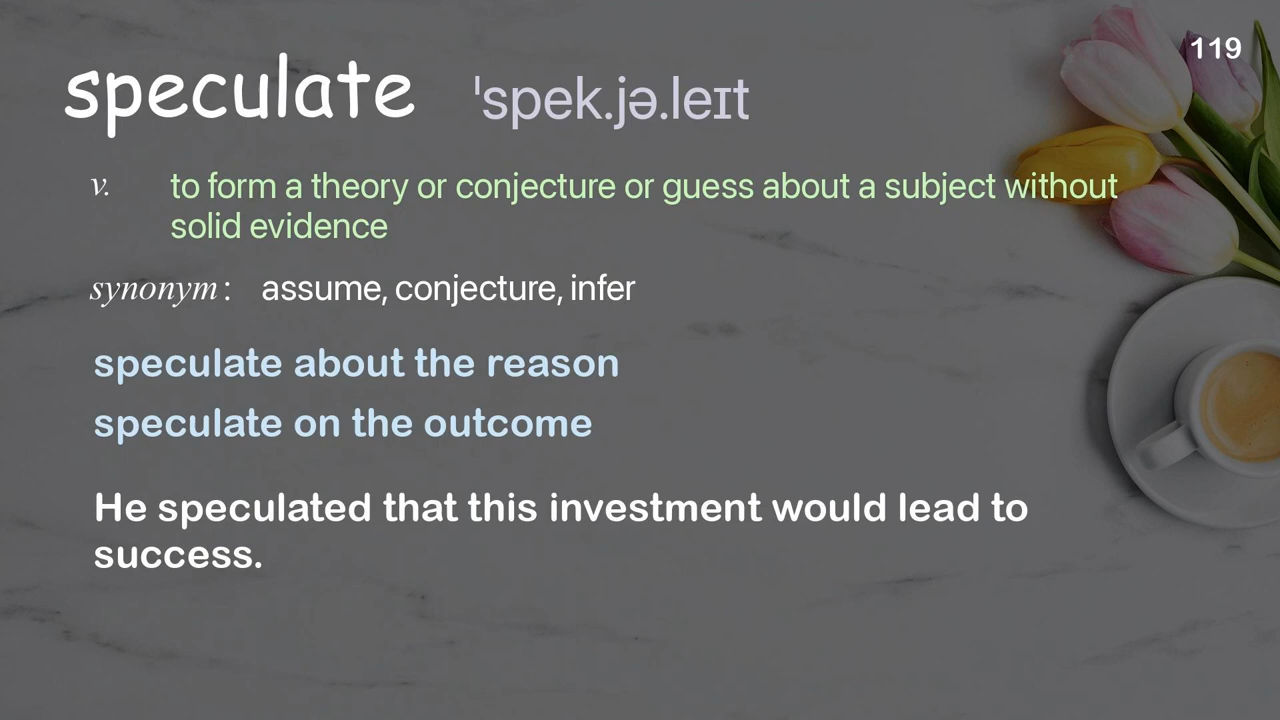 119
speculate ˈspek.jə.leɪt
v. to form a theory or conjecture or guess about a subject without
solid evidence
synonym : assume, conjecture, infer
speculate about the reason
speculate on the outcome
He speculated that this investment would lead to
success.